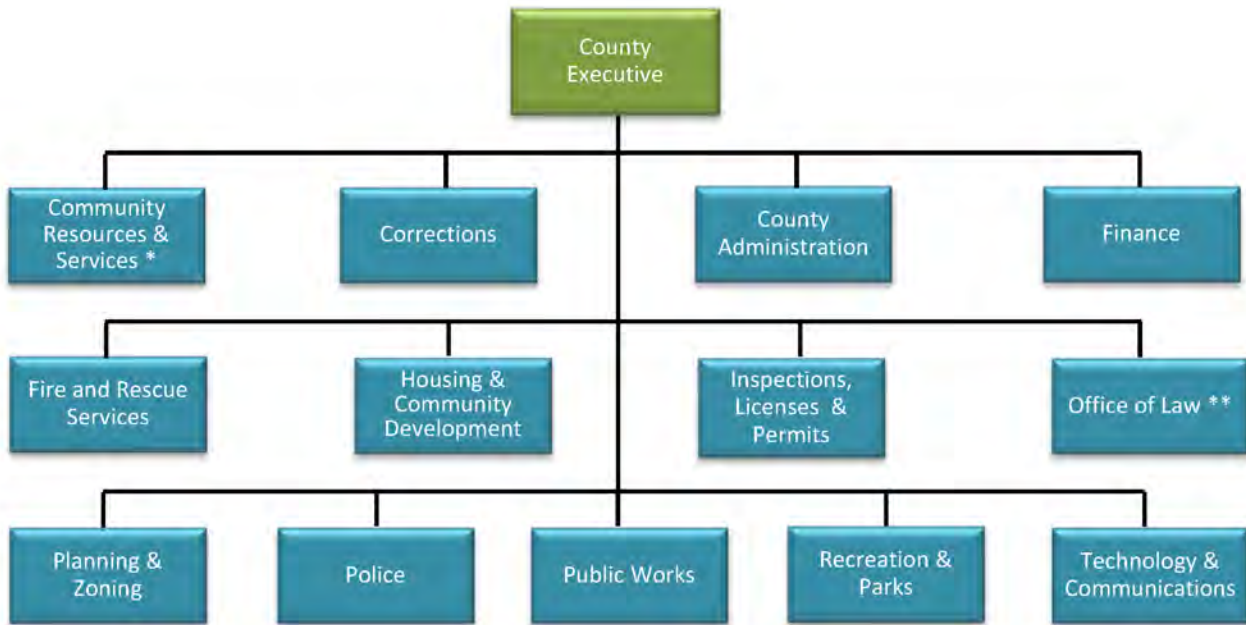 County
Executive
Community
Resources &
Services *
Corrections
County
Administration
Finance
Fire and Rescue
Services
Housing &
Community
Development
Inspections,
Licenses &
Permits
Office of Law **
Planning &
Zoning
Police
Public Works
Recreation &
Parks
Technology &
Communications